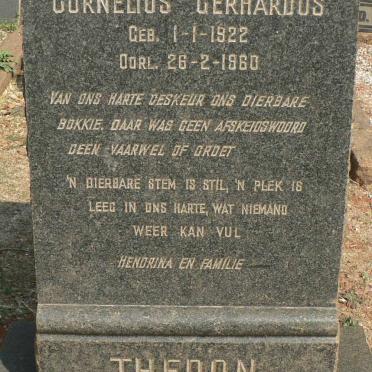 CORNELIUS GERHARDUS
GEB. 1-1-1922
OORL. 26-2-1960
VAN ONS HARTE GESKEUR ONS DIERBARE
BOKKIE. DAAR WAS GEEN AFSKEIDSWOORD
GEEN VAARWEL OF GROET
'N DIERBARE STEM IS STIL, 'N PLEK IS
LEEG IN ONS HARTE, WAT NIEMAND
WEER KAN VUL
HENDRINA EN FAMILIE
THERON